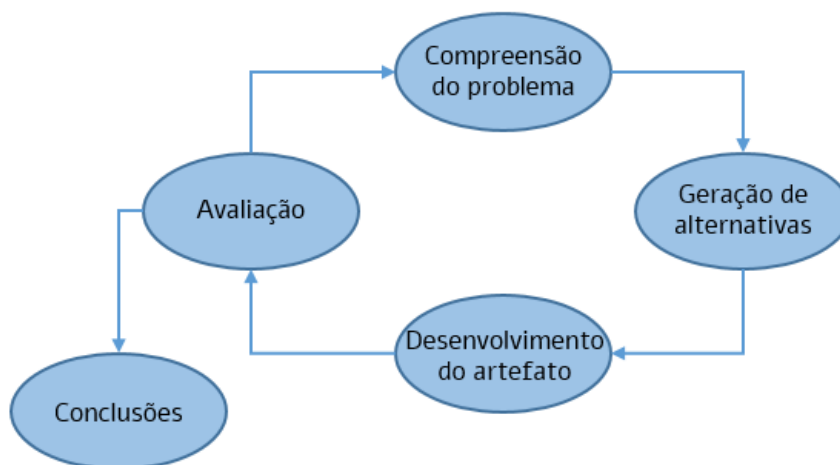 Compreensão
do problema
Geração de
alternativas
Avaliação
Desenvolvimento
do artefato
Conclusões